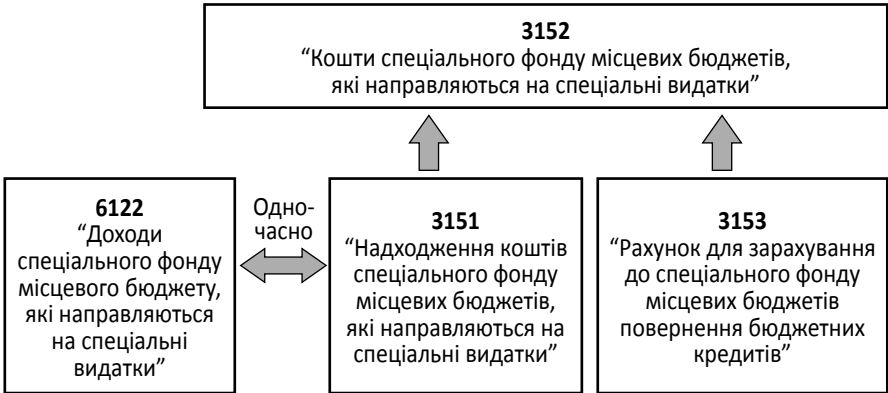 3152
“Кошти спеціального фонду місцевих бюджетів,
які направляються на спеціальні видатки”
6122
“Доходи
спеціального фонду
місцевого бюджету,
які направляються
на спеціальні
видатки”
Одно-
часно
3151
“Надходження коштів
спеціального фонду
місцевих бюджетів,
які направляються на
спеціальні видатки”
3153
“Рахунок для зарахування
до спеціального фонду
місцевих бюджетів
повернення бюджетних
кредитів”